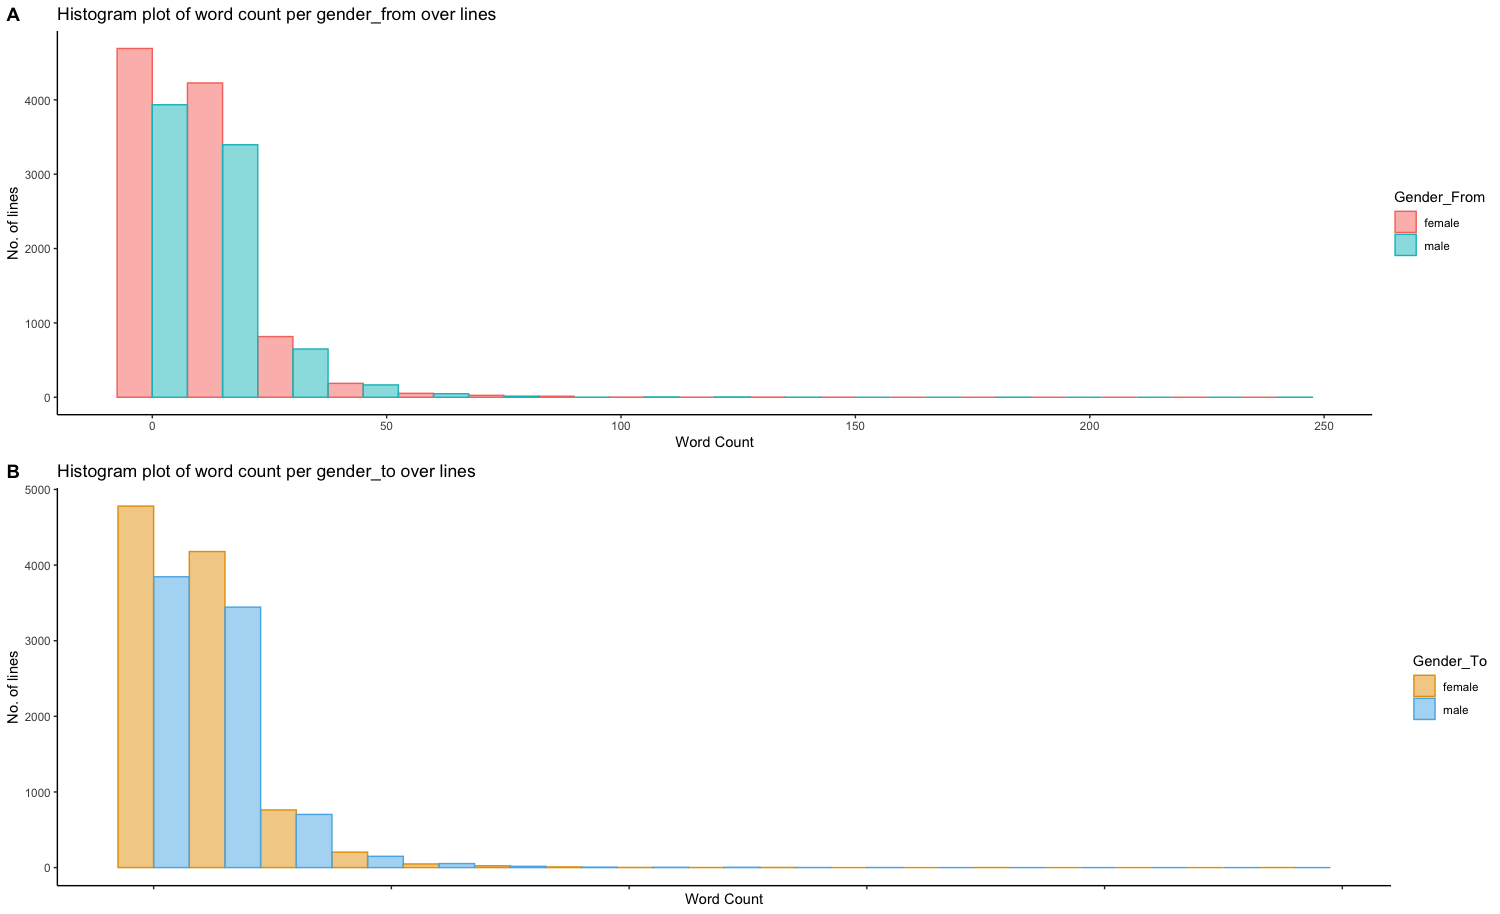 A
Histogram plot of word count per gender_from over lines
No. of lines
4000
3000
2000
1000
0
0 50 100 150 200 250
Word Count
Gender_From
female
male
B
Histogram plot of word count per gender_to over lines
No. of lines
5000
4000
3000
2000
1000
0
Word Count
Gender_To
female
male